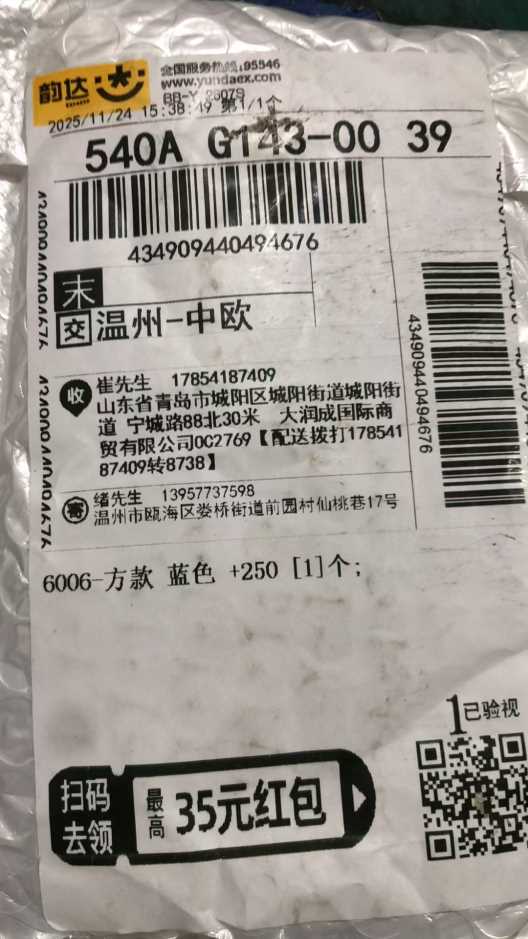 韵达
全国服务热线:95546
www.yundaex.com
2025/11/24 15:38:49 第1/1个
540A G143-00 39
434909440494676
末
交 温州-中欧
收
崔先生 17854187409
山东省青岛市城阳区城阳街道城阳街
道 宁城路88北30米 大润成国际商
贸有限公司0C2769【配送拨打178541
87409转8738】
寄
绪先生 13957737598
温州市瓯海区娄桥街道前园村仙桃巷17号
434909440494676
6006-方款 蓝色 +250 [1]个;
1已验视
扫码
去领
最高
35元红包